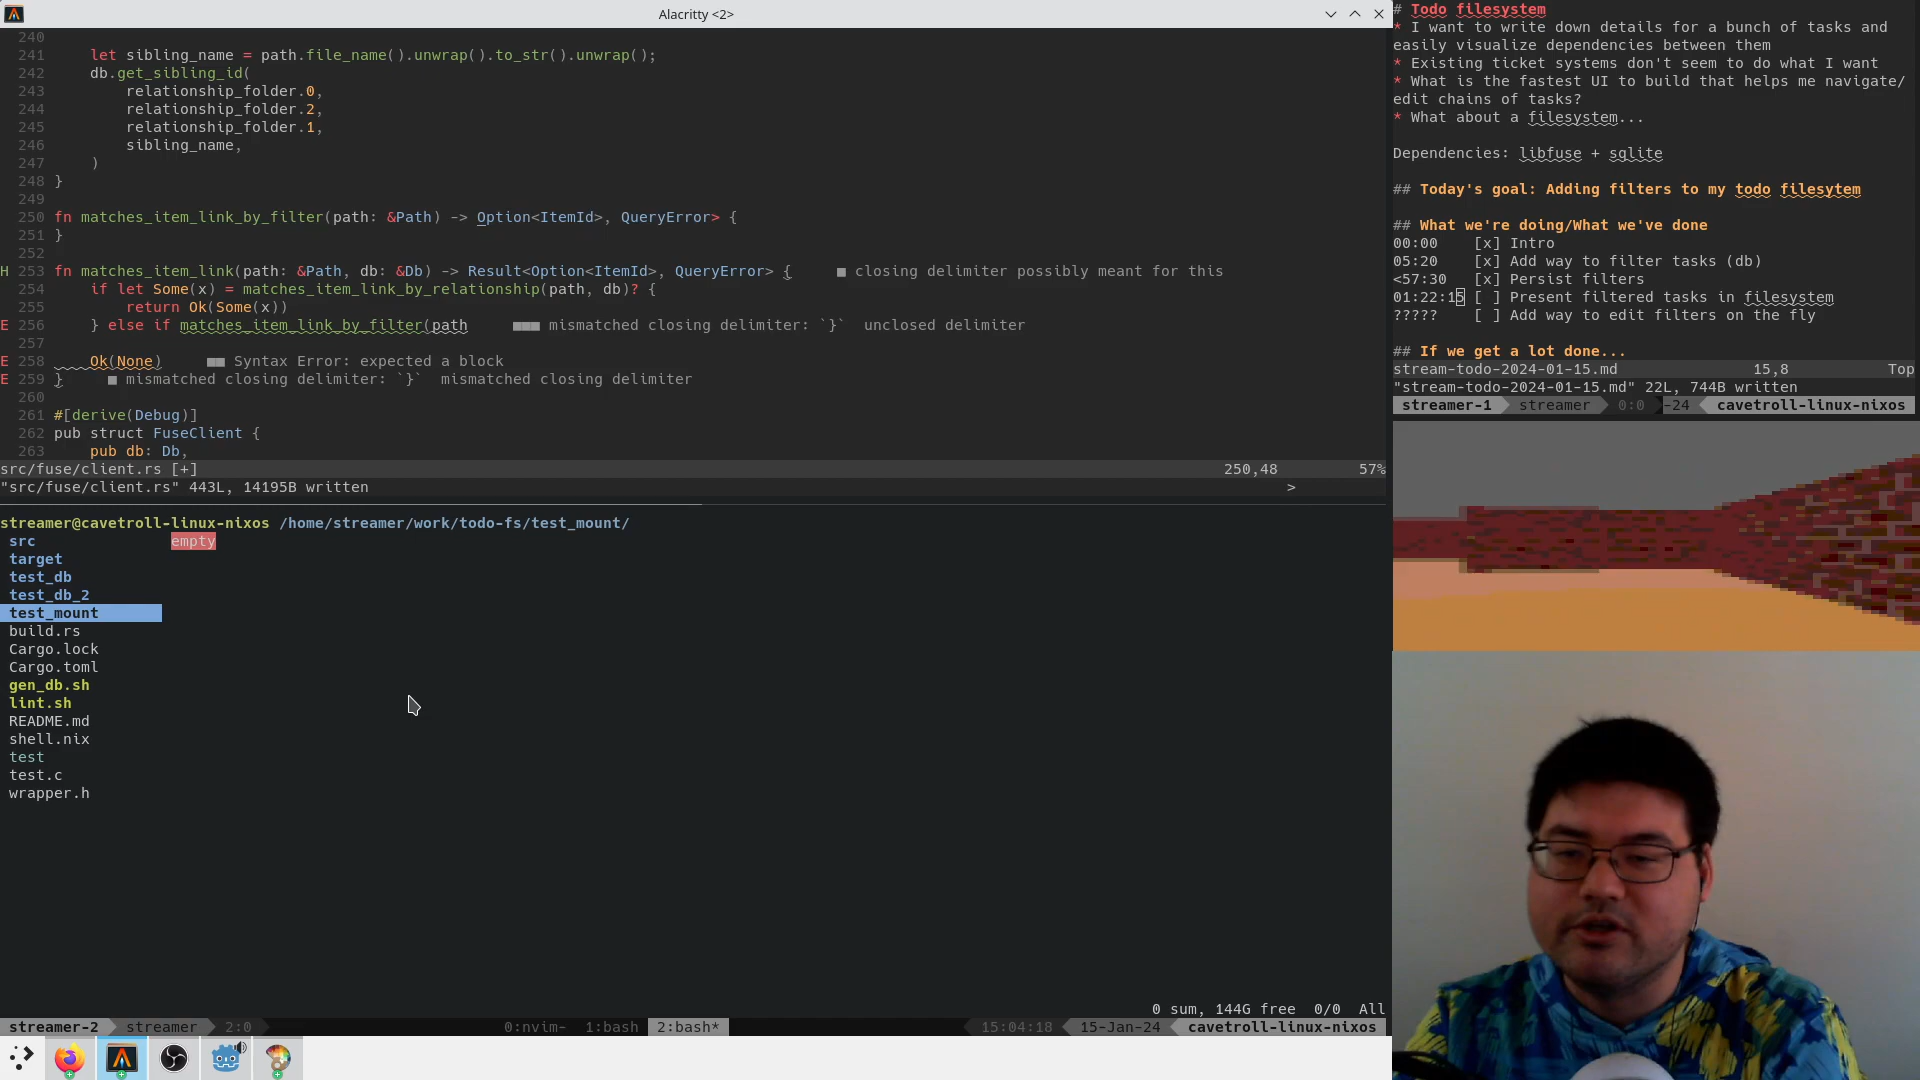 Alacritty <2>
240
241     let sibling_name = path.file_name().unwrap().to_str().unwrap();
242     db.get_sibling_id(
243         relationship_folder.0,
244         relationship_folder.2,
245         relationship_folder.1,
246         sibling_name,
247     )
248 }
249
250 fn matches_item_link_by_filter(path: &Path) -> Option<ItemId>, QueryError> {
251 }
252
H 253 fn matches_item_link(path: &Path, db: &Db) -> Result<Option<ItemId>, QueryError> {     ■ closing delimiter possibly meant for this
254     if let Some(x) = matches_item_link_by_relationship(path, db)? {
255         return Ok(Some(x))
E 256     } else if matches_item_link_by_filter(path     ■■■ mismatched closing delimiter: `}`  unclosed delimiter
257
E 258     Ok(None)     ■■ Syntax Error: expected a block
E 259 }     ■ mismatched closing delimiter: `}`  mismatched closing delimiter
260
261 #[derive(Debug)]
262 pub struct FuseClient {
263     pub db: Db,
src/fuse/client.rs [+]     250,48     57%
"src/fuse/client.rs" 443L, 14195B written     >
streamer@cavetroll-linux-nixos /home/streamer/work/todo-fs/test_mount/
src     empty
target
test_db
test_db_2
test_mount
build.rs
Cargo.lock
Cargo.toml
gen_db.sh
lint.sh
README.md
shell.nix
test
test.c
wrapper.h
0 sum, 144G free  0/0  All
streamer-2  streamer  2:0  0:nvim-  1:bash  2:bash*  15:04:18  15-Jan-24  cavetroll-linux-nixos
# Todo filesystem
* I want to write down details for a bunch of tasks and
easily visualize dependencies between them
* Existing ticket systems don't seem to do what I want
* What is the fastest UI to build that helps me navigate/
edit chains of tasks?
* What about a filesystem...
Dependencies: libfuse + sqlite
## Today's goal: Adding filters to my todo filesytem
## What we're doing/What we've done
00:00    [x] Intro
05:20    [x] Add way to filter tasks (db)
<57:30   [x] Persist filters
01:22:15 [ ] Present filtered tasks in filesystem
?????    [ ] Add way to edit filters on the fly
## If we get a lot done...
stream-todo-2024-01-15.md     15,8     Top
"stream-todo-2024-01-15.md" 22L, 744B written
streamer-1  streamer  0:0  -24  cavetroll-linux-nixos